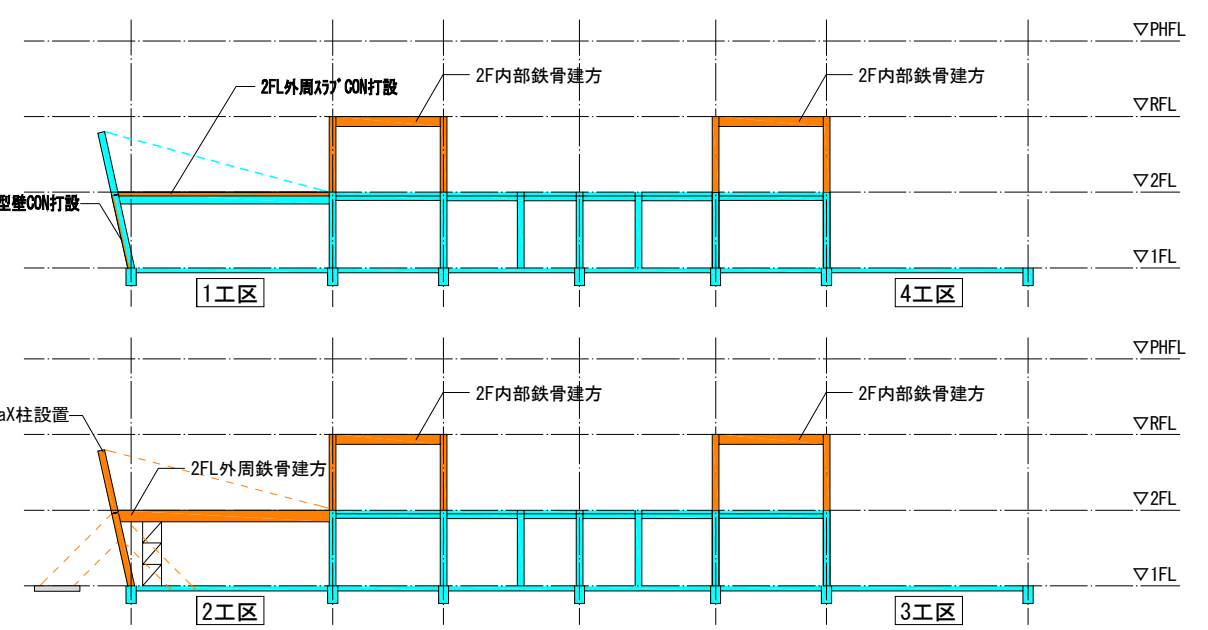 ▽PHFL
2FL外周ｽﾗﾌﾞCON打設
2F内部鉄骨建方
2F内部鉄骨建方
▽RFL
▽2FL
型壁CON打設
▽1FL
1工区
4工区
▽PHFL
2F内部鉄骨建方
2F内部鉄骨建方
aX柱設置
▽RFL
2FL外周鉄骨建方
▽2FL
▽1FL
2工区
3工区